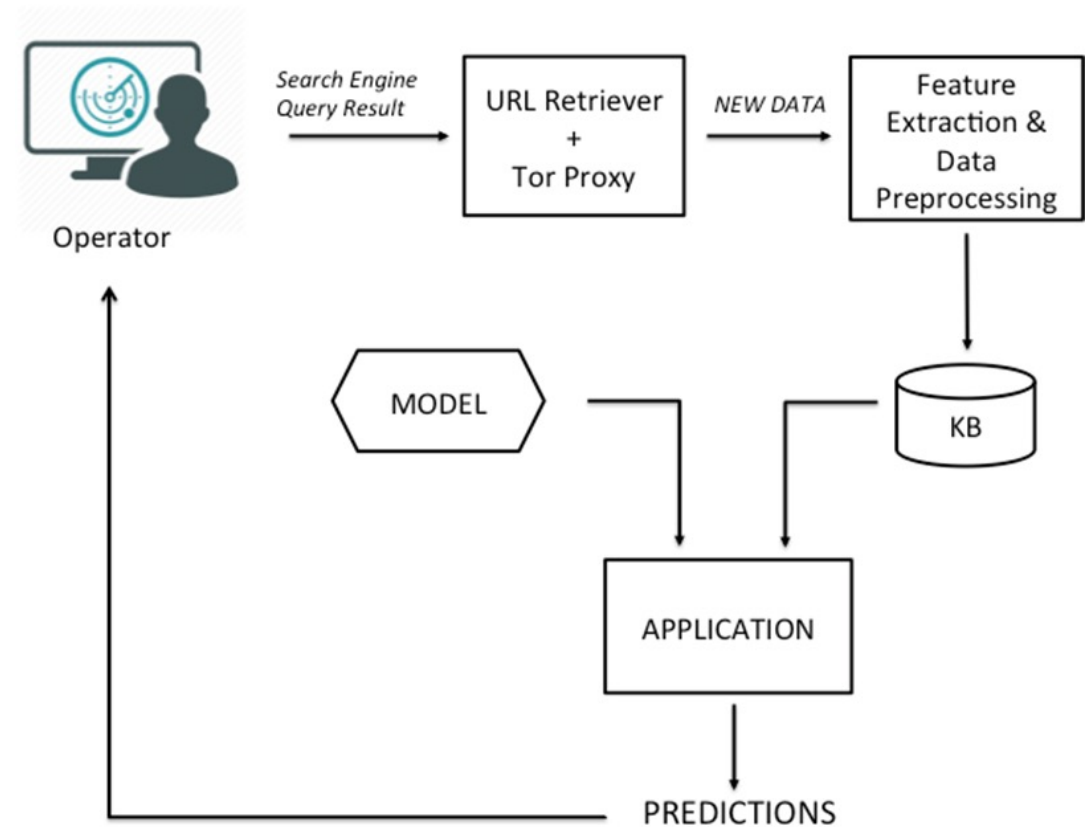 Search Engine
Query Result
URL Retriever
+
Tor Proxy
NEW DATA
Feature
Extraction &
Data
Preprocessing
Operator
MODEL
KB
APPLICATION
PREDICTIONS